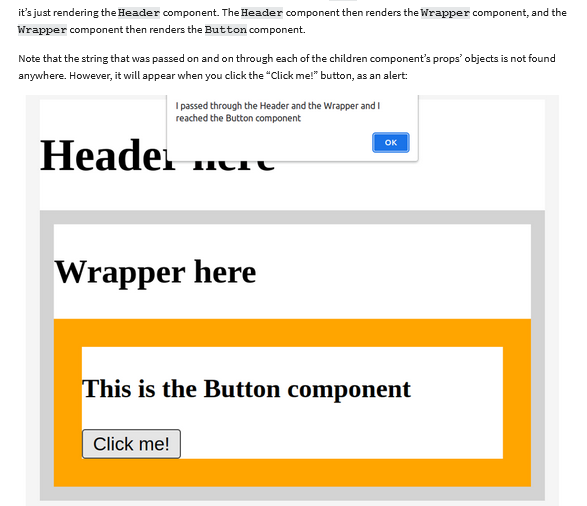 it's just rendering the Header component. The Header component then renders the Wrapper component, and the
Wrapper component then renders the Button component.
Note that the string that was passed on and on through each of the children component's props' objects is not found
anywhere. However, it will appear when you click the "Click me!" button, as an alert:
I passed through the Header and the Wrapper and I
reached the Button component
OK
Header here
Wrapper here
This is the Button component
Click me!